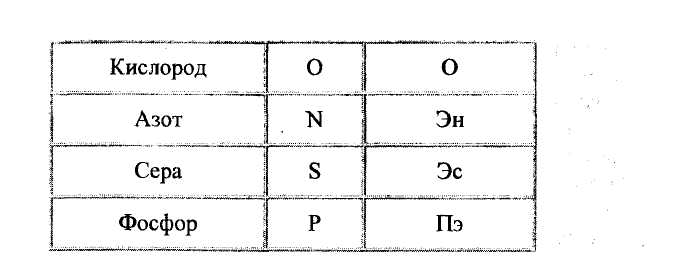 Кислород O О
Азот N Эн
Сера S Эс
Фосфор P Пэ